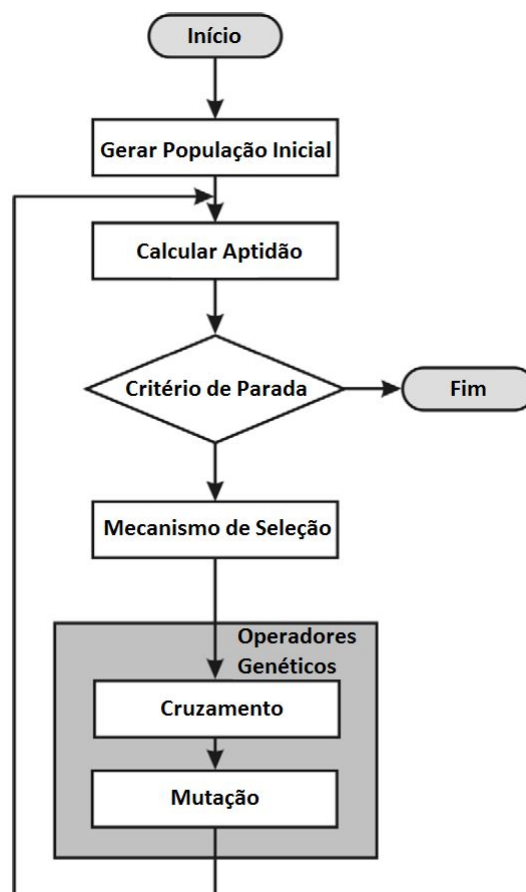 Início
Gerar População Inicial
Calcular Aptidão
Critério de Parada
Fim
Mecanismo de Seleção
Operadores
Genéticos
Cruzamento
Mutação